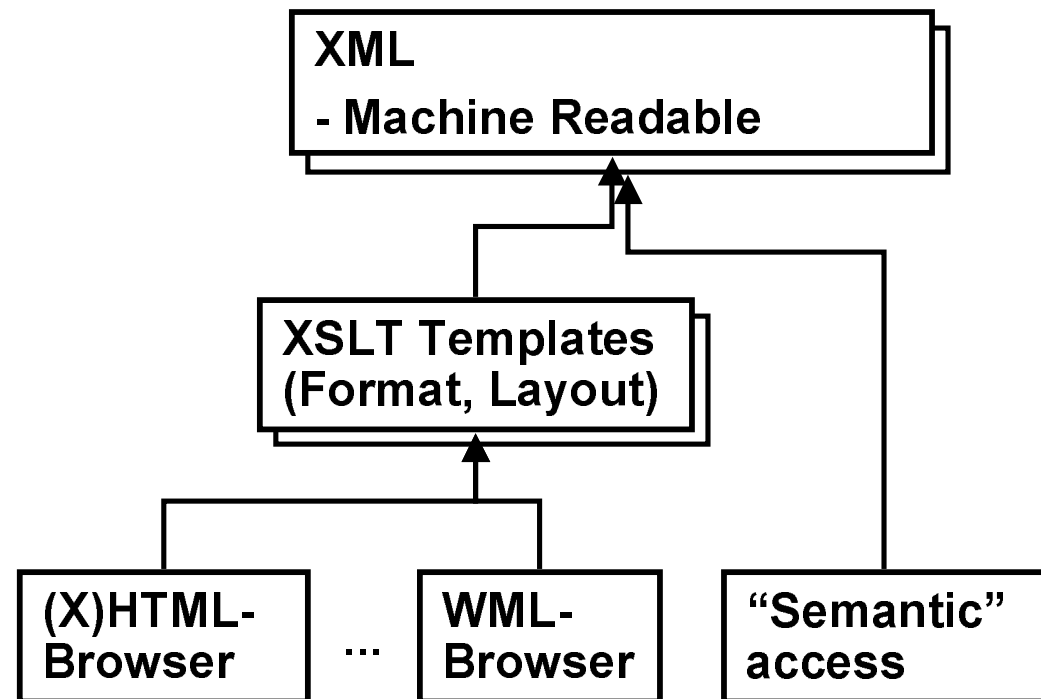 XML
- Machine Readable
XSLT Templates
(Format, Layout)
(X)HTML-
Browser
...
WML-
Browser
“Semantic”
access